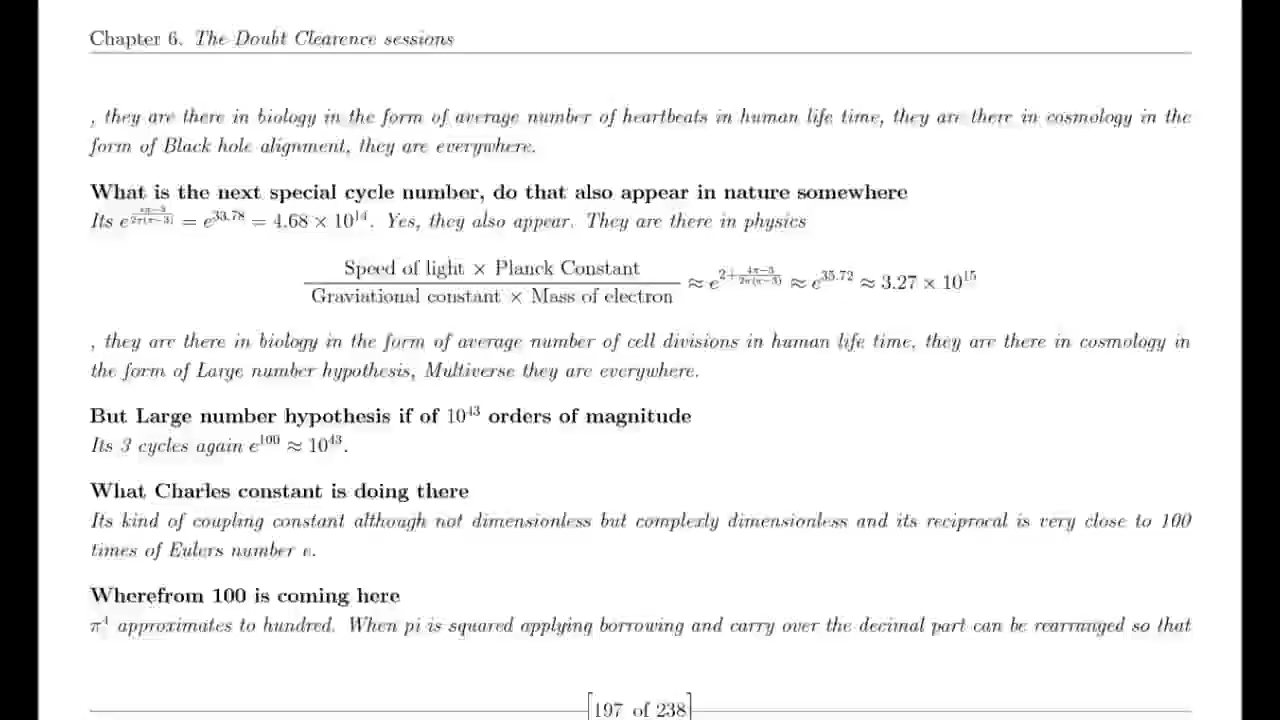 Chapter 6. The Doubt Clearence sessions
, they are there in biology in the form of average number of heartbeats in human life time, they are there in cosmology in the
form of Black hole alignment, they are everywhere.
What is the next special cycle number, do that also appear in nature somewhere
Its e^{π−3 / 2π(π−3)} = e^{33.78} = 4.68 × 10^{14}. Yes, they also appear. They are there in physics
Speed of light × Planck Constant
Graviational constant × Mass of electron ≈ e^{2+ 4π−3 / 2π(π−3)} ≈ e^{35.72} ≈ 3.27 × 10^{15}
, they are there in biology in the form of average number of cell divisions in human life time, they are there in cosmology in
the form of Large number hypothesis, Multiverse they are everywhere.
But Large number hypothesis if of 10^{43} orders of magnitude
Its 3 cycles again e^{100} ≈ 10^{43}.
What Charles constant is doing there
Its kind of coupling constant although not dimensionless but complexly dimensionless and its reciprocal is very close to 100
times of Eulers number e.
Wherefrom 100 is coming here
π^4 approximates to hundred. When pi is squared applying borrowing and carry over the decimal part can be rearranged so that
197 of 238